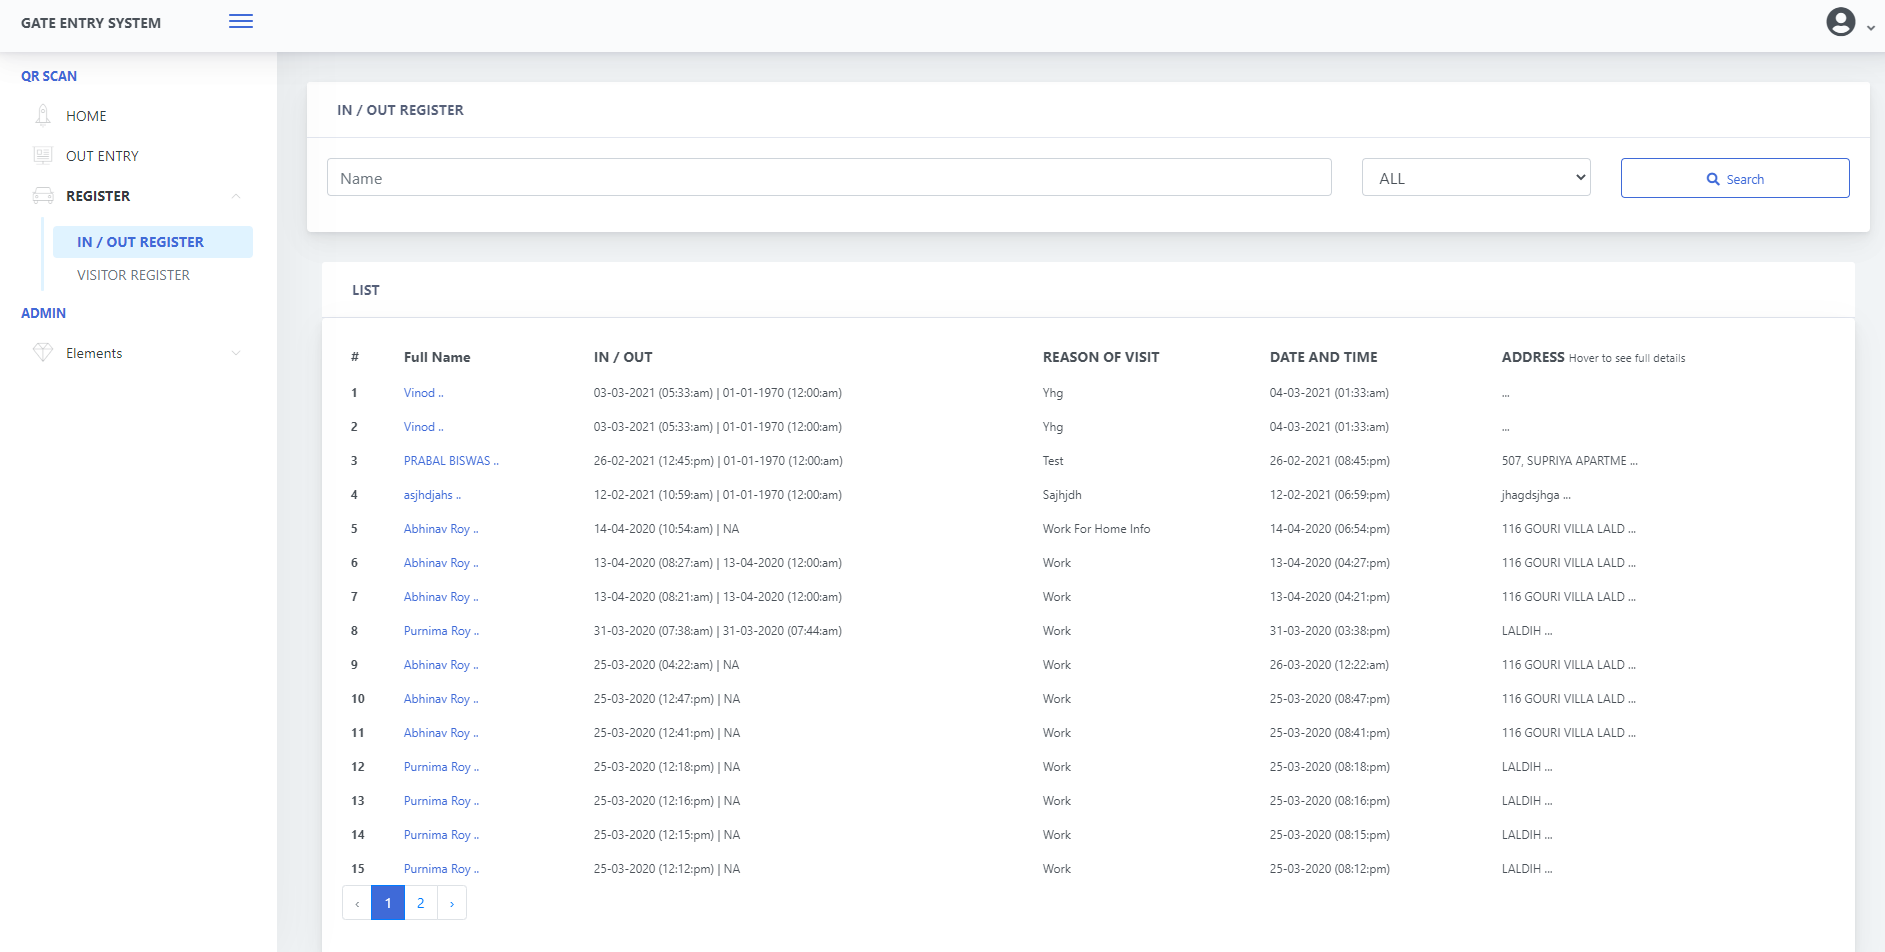 GATE ENTRY SYSTEM
QR SCAN
HOME
OUT ENTRY
REGISTER
IN / OUT REGISTER
VISITOR REGISTER
ADMIN
Elements
IN / OUT REGISTER
Name ALL Search
LIST
# Full Name IN / OUT REASON OF VISIT DATE AND TIME ADDRESS Hover to see full details
1 Vinod .. 03-03-2021 (05:33:am) | 01-01-1970 (12:00:am) Yhg 04-03-2021 (01:33:am) ...
2 Vinod .. 03-03-2021 (05:33:am) | 01-01-1970 (12:00:am) Yhg 04-03-2021 (01:33:am) ...
3 PRABAL BISWAS .. 26-02-2021 (12:45:pm) | 01-01-1970 (12:00:am) Test 26-02-2021 (08:45:pm) 507, SUPRIYA APARTME ...
4 asjhdjahs .. 12-02-2021 (10:59:am) | 01-01-1970 (12:00:am) Sajhjdh 12-02-2021 (06:59:pm) jhagdsjhga ...
5 Abhinav Roy .. 14-04-2020 (10:54:am) | NA Work For Home Info 14-04-2020 (06:54:pm) 116 GOURI VILLA LALD ...
6 Abhinav Roy .. 13-04-2020 (08:27:am) | 13-04-2020 (12:00:am) Work 13-04-2020 (04:27:pm) 116 GOURI VILLA LALD ...
7 Abhinav Roy .. 13-04-2020 (08:21:am) | 13-04-2020 (12:00:am) Work 13-04-2020 (04:21:pm) 116 GOURI VILLA LALD ...
8 Purnima Roy .. 31-03-2020 (07:38:am) | 31-03-2020 (07:44:am) Work 31-03-2020 (03:38:pm) LALDIH ...
9 Abhinav Roy .. 25-03-2020 (04:22:am) | NA Work 26-03-2020 (12:22:am) 116 GOURI VILLA LALD ...
10 Abhinav Roy .. 25-03-2020 (12:47:pm) | NA Work 25-03-2020 (08:47:pm) 116 GOURI VILLA LALD ...
11 Abhinav Roy .. 25-03-2020 (12:41:pm) | NA Work 25-03-2020 (08:41:pm) 116 GOURI VILLA LALD ...
12 Purnima Roy .. 25-03-2020 (12:18:pm) | NA Work 25-03-2020 (08:18:pm) LALDIH ...
13 Purnima Roy .. 25-03-2020 (12:16:pm) | NA Work 25-03-2020 (08:16:pm) LALDIH ...
14 Purnima Roy .. 25-03-2020 (12:15:pm) | NA Work 25-03-2020 (08:15:pm) LALDIH ...
15 Purnima Roy .. 25-03-2020 (12:12:pm) | NA Work 25-03-2020 (08:12:pm) LALDIH ...
‹ 1 2 ›